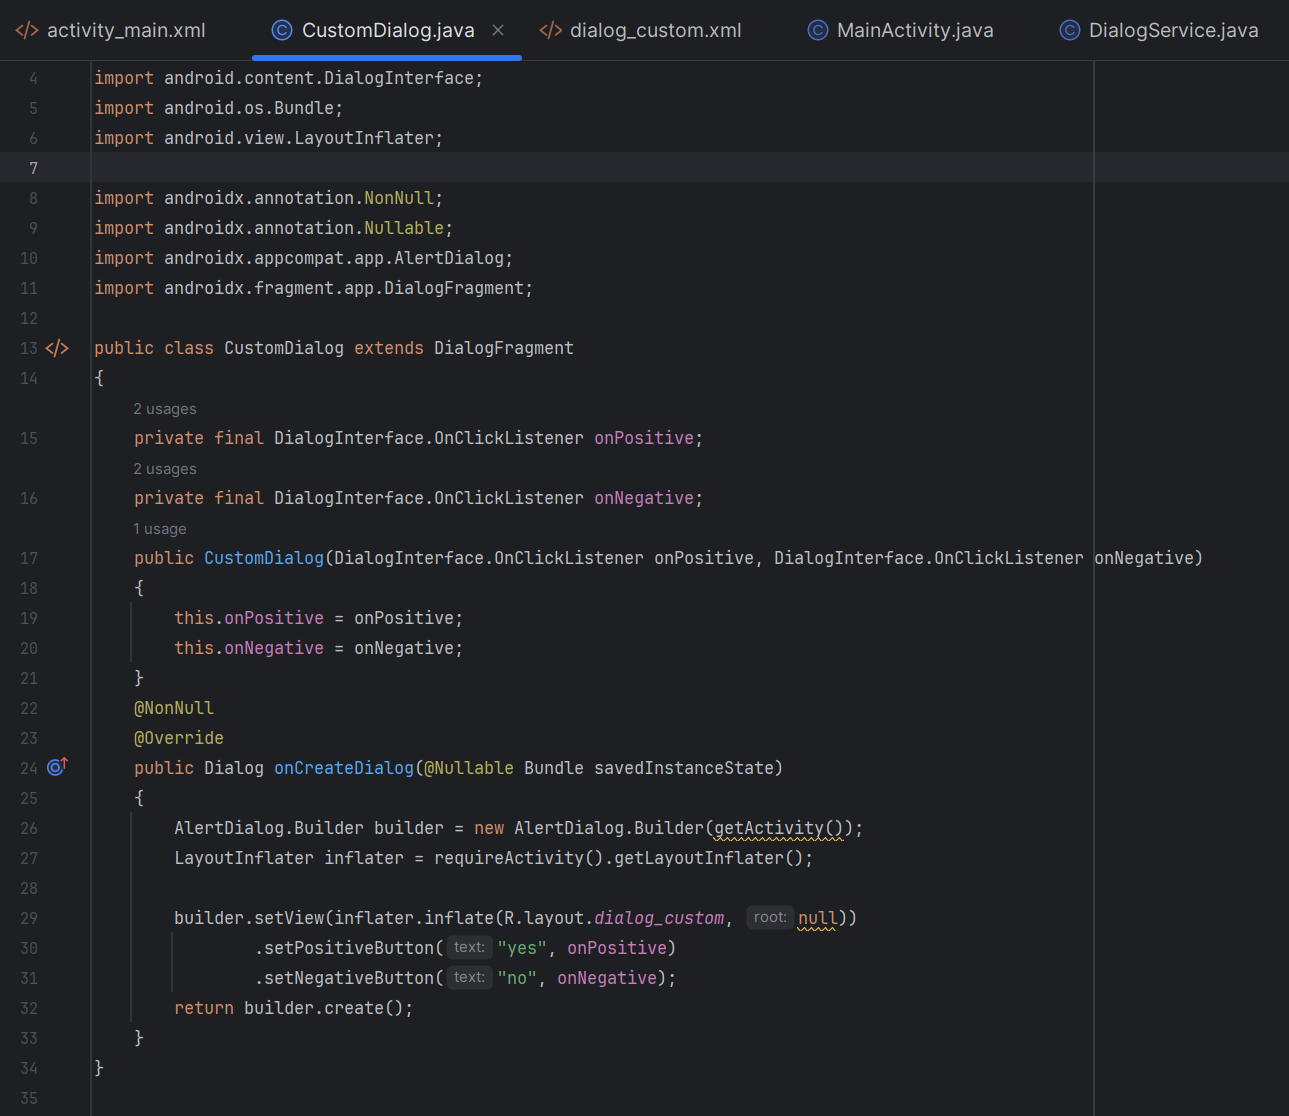 activity_main.xml CustomDialog.java dialog_custom.xml MainActivity.java DialogService.java
4 import android.content.DialogInterface;
5 import android.os.Bundle;
6 import android.view.LayoutInflater;
7
8 import androidx.annotation.NonNull;
9 import androidx.annotation.Nullable;
10 import androidx.appcompat.app.AlertDialog;
11 import androidx.fragment.app.DialogFragment;
12
13 </> public class CustomDialog extends DialogFragment
14 {
2 usages
15 private final DialogInterface.OnClickListener onPositive;
2 usages
16 private final DialogInterface.OnClickListener onNegative;
1 usage
17 public CustomDialog(DialogInterface.OnClickListener onPositive, DialogInterface.OnClickListener onNegative)
18 {
19 this.onPositive = onPositive;
20 this.onNegative = onNegative;
21 }
22 @NonNull
23 @Override
24 public Dialog onCreateDialog(@Nullable Bundle savedInstanceState)
25 {
26 AlertDialog.Builder builder = new AlertDialog.Builder(getActivity());
27 LayoutInflater inflater = requireActivity().getLayoutInflater();
28
29 builder.setView(inflater.inflate(R.layout.dialog_custom, root: null))
30 .setPositiveButton( text: "yes", onPositive)
31 .setNegativeButton( text: "no", onNegative);
32 return builder.create();
33 }
34 }
35